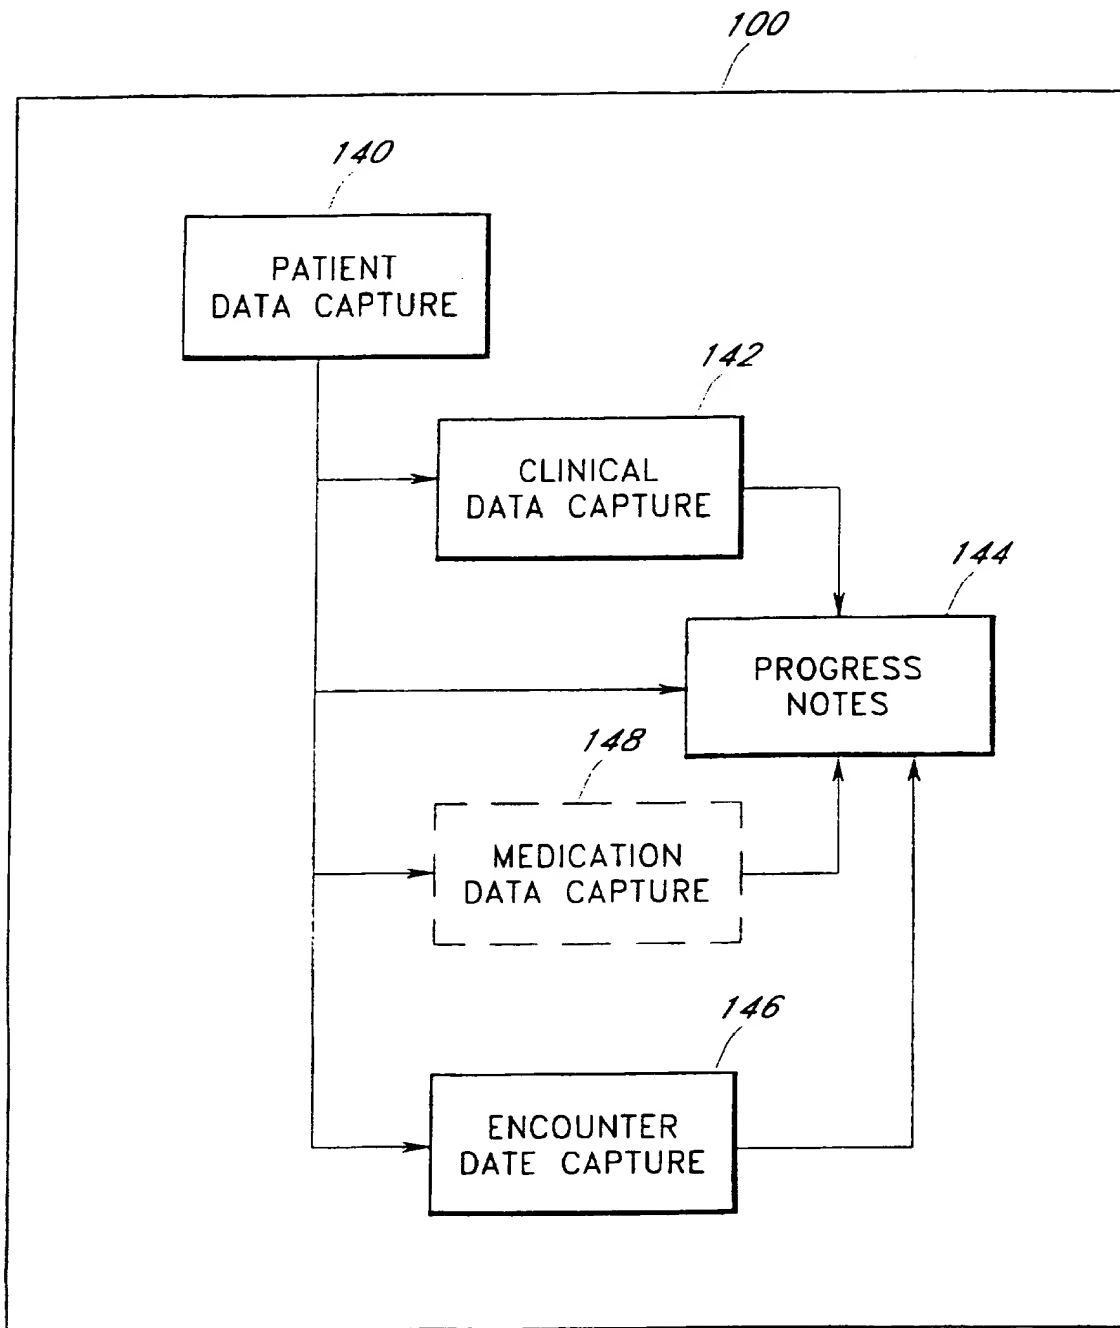 100
140
PATIENT
DATA CAPTURE
142
CLINICAL
DATA CAPTURE
144
PROGRESS
NOTES
148
MEDICATION
DATA CAPTURE
146
ENCOUNTER
DATE CAPTURE